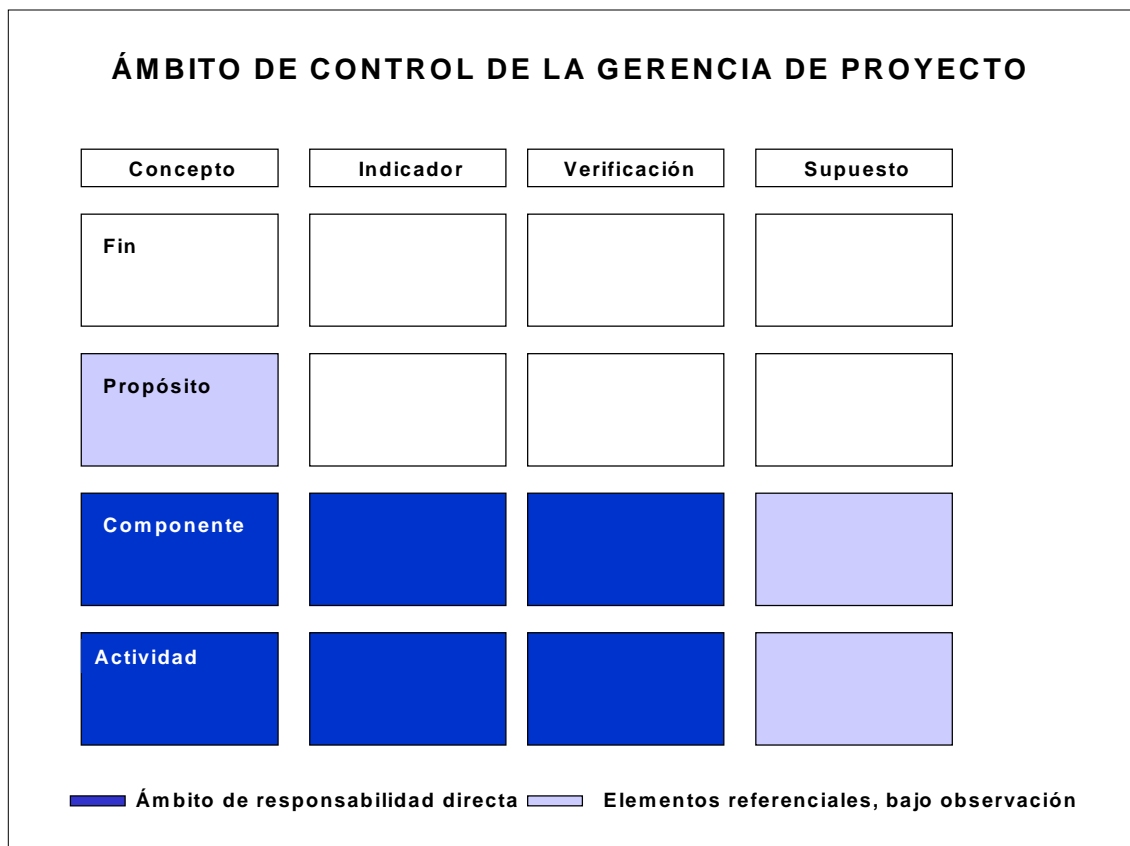 ÁMBITO DE CONTROL DE LA GERENCIA DE PROYECTO
Concepto Indicador Verificación Supuesto
Fin
Propósito
Componente
Actividad
Ámbito de responsabilidad directa Elementos referenciales, bajo observación